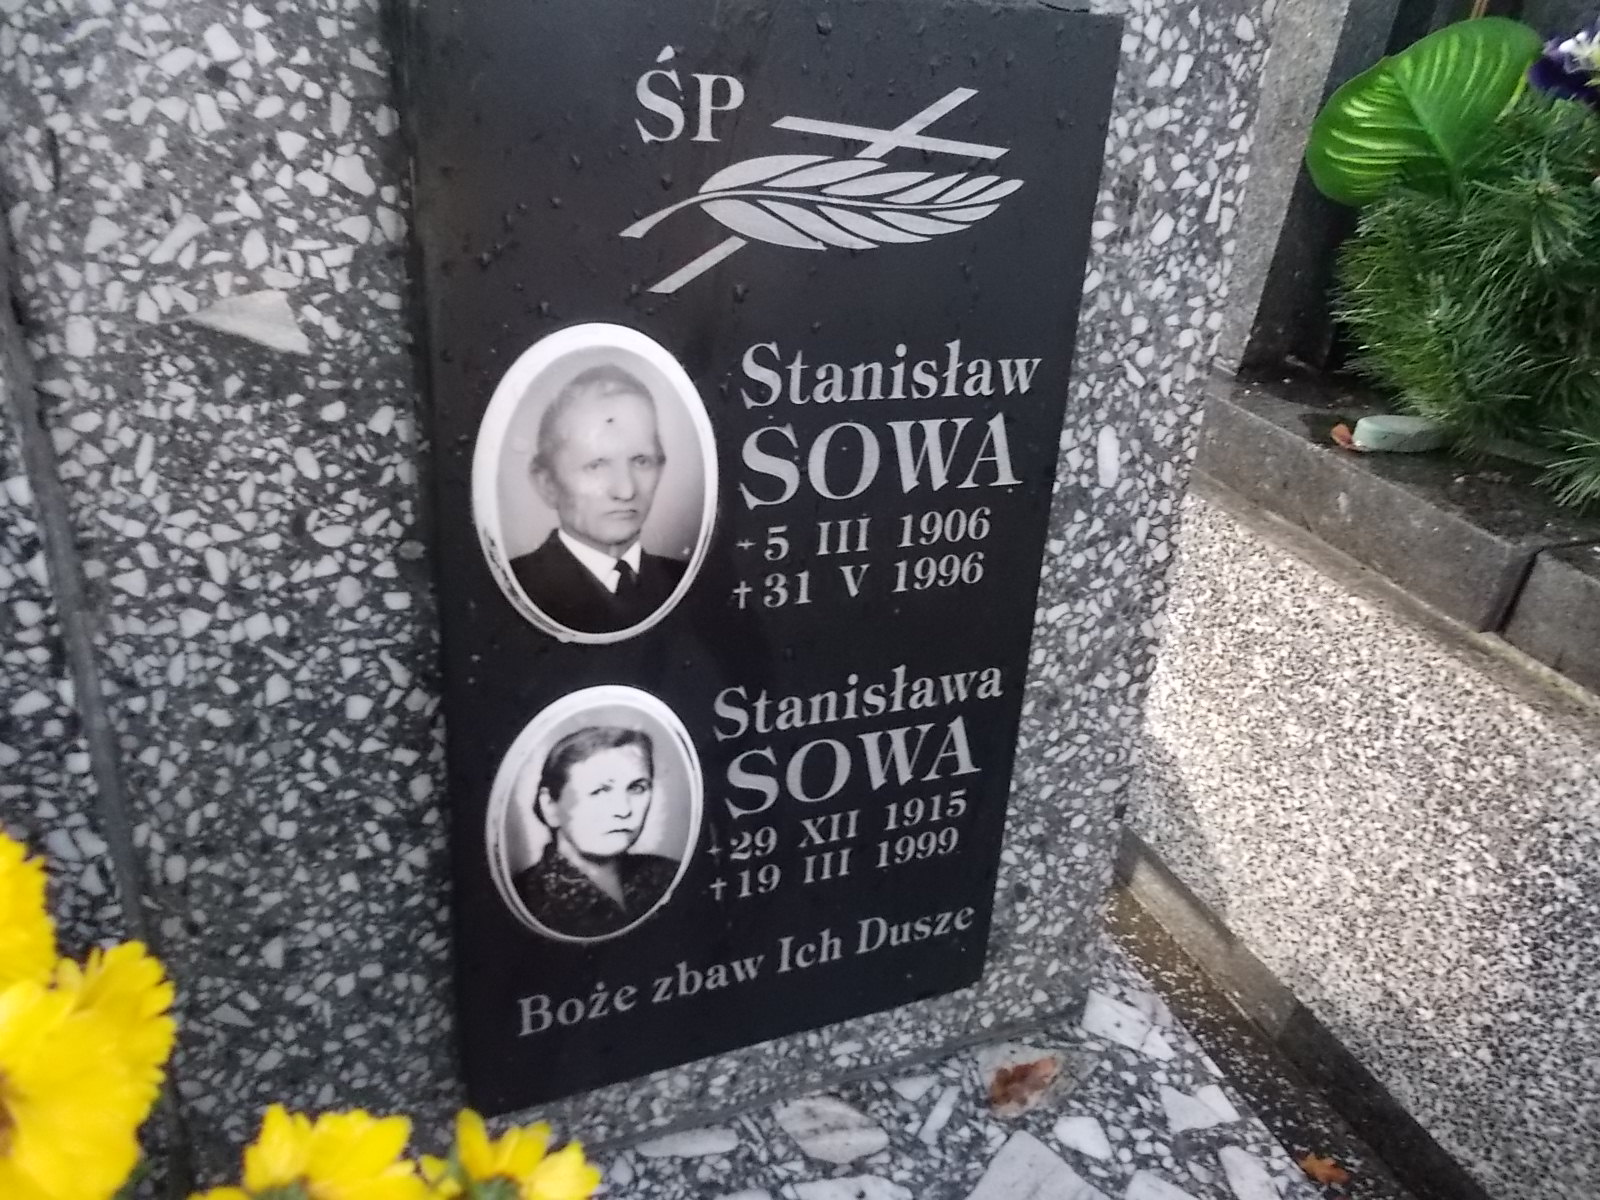 ŚP
Stanisław
SOWA
5 III 1906
✝ 31 V 1996
Stanisława
SOWA
29 XII 1915
✝ 19 III 1999
Boże zbaw Ich Dusze